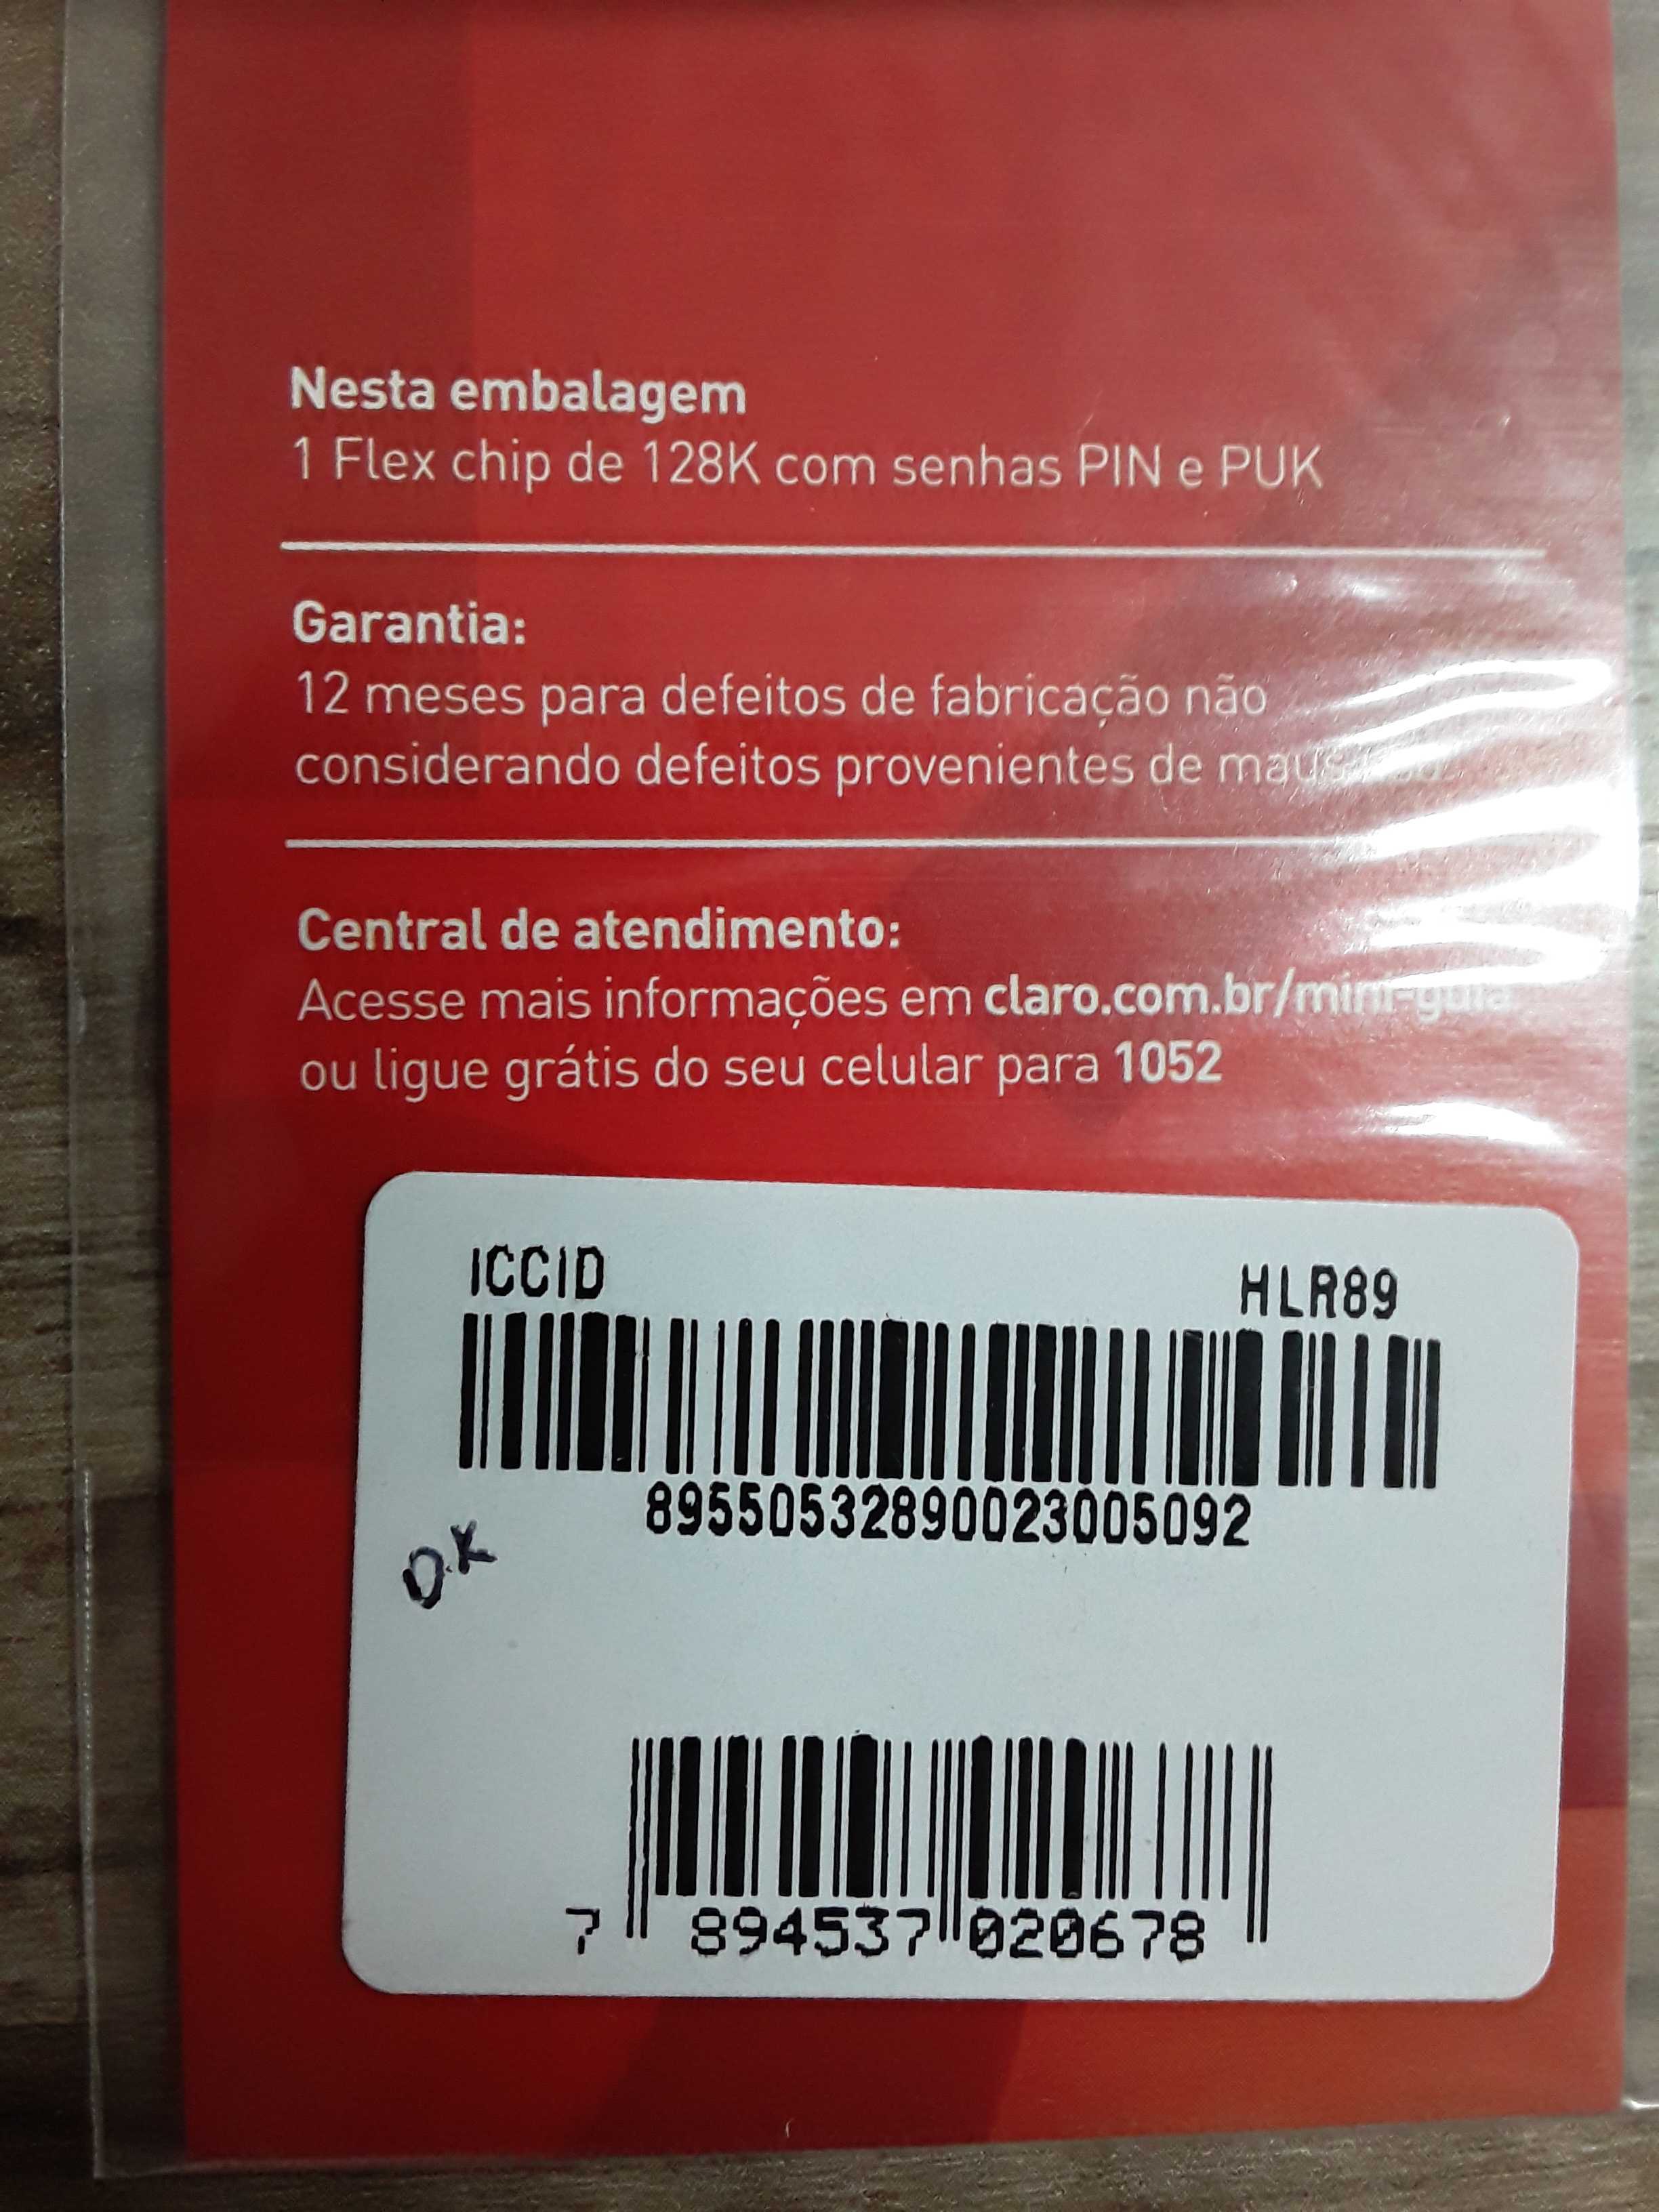 Nesta embalagem
1 Flex chip de 128K com senhas PIN e PUK
Garantia:
12 meses para defeitos de fabricação não
considerando defeitos provenientes de maus
Central de atendimento:
Acesse mais informações em claro.com.br/mini-guia
ou ligue grátis do seu celular para 1052
ICCID HLR89
89550532890023005092
O.K
7 894537 020678